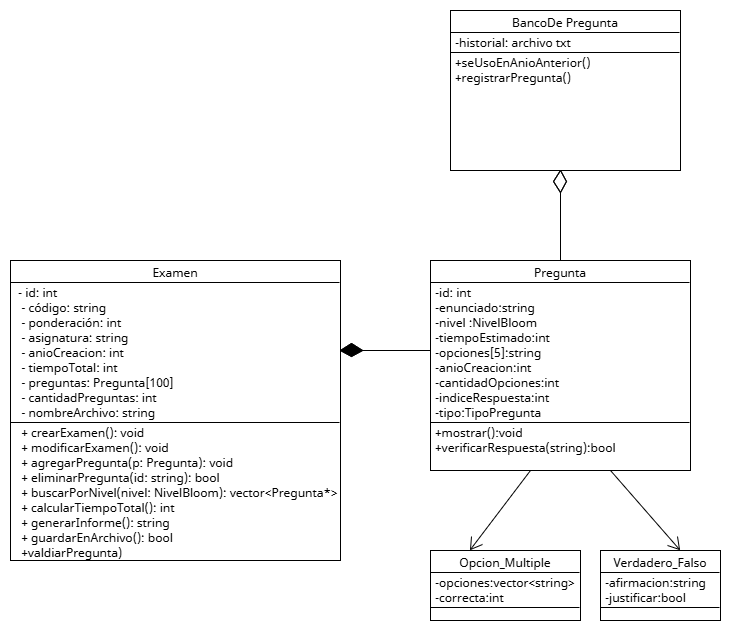 BancoDe Pregunta
-historial: archivo txt
+seUsoEnAnioAnterior()
+registrarPregunta()
Examen
- id: int
- código: string
- ponderación: int
- asignatura: string
- anioCreacion: int
- tiempoTotal: int
- preguntas: Pregunta[100]
- cantidadPreguntas: int
- nombreArchivo: string
+ crearExamen(): void
+ modificarExamen(): void
+ agregarPregunta(p: Pregunta): void
+ eliminarPregunta(id: string): bool
+ buscarPorNivel(nivel: NivelBloom): vector<Pregunta*>
+ calcularTiempoTotal(): int
+ generarInforme(): string
+ guardarEnArchivo(): bool
+valdiarPregunta)
Pregunta
-id: int
-enunciado:string
-nivel :NivelBloom
-tiempoEstimado:int
-opciones[5]:string
-anioCreacion:int
-cantidadOpciones:int
-indiceRespuesta:int
-tipo:TipoPregunta
+mostrar():void
+verificarRespuesta(string):bool
Opcion_Multiple
-opciones:vector<string>
-correcta:int
Verdadero_Falso
-afirmacion:string
-justificar:bool